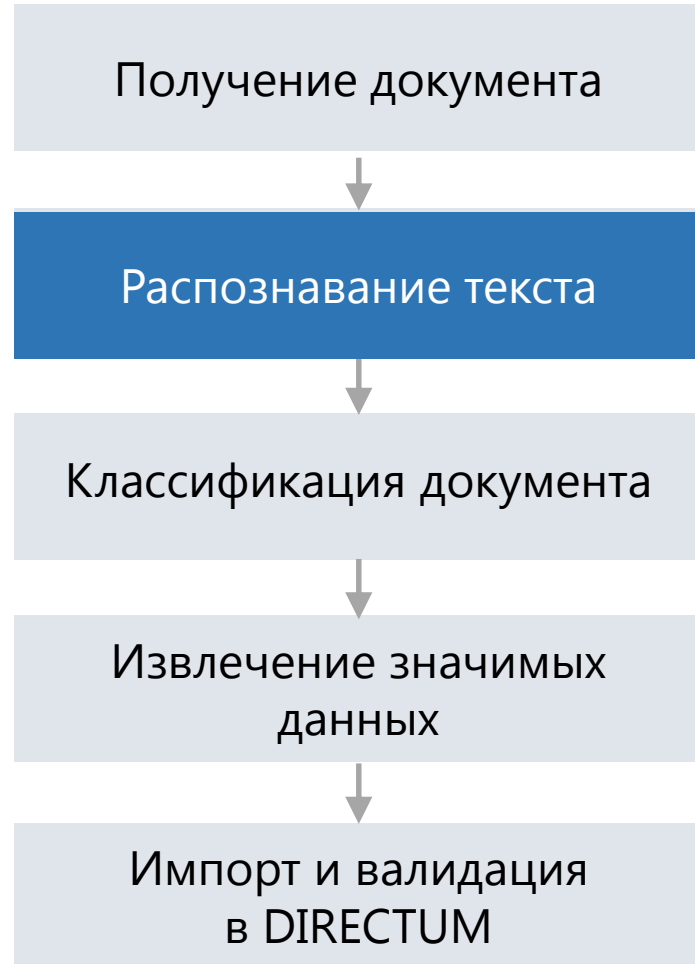 Получение документа
Распознавание текста
Классификация документа
Извлечение значимых
данных
Импорт и валидация
в DIRECTUM